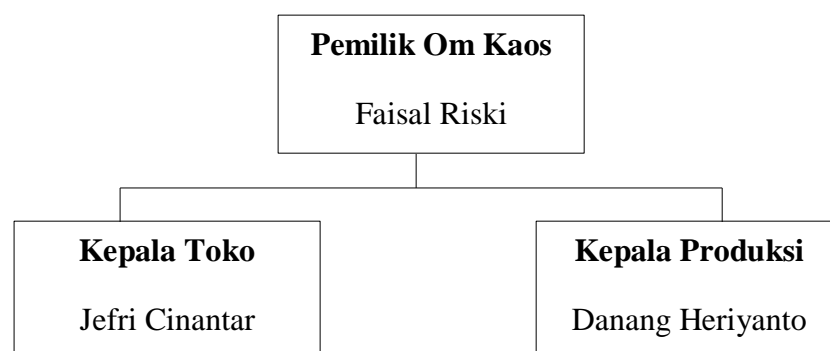 Pemilik Om Kaos
Faisal Riski
Kepala Toko
Jefri Cinantar
Kepala Produksi
Danang Heriyanto